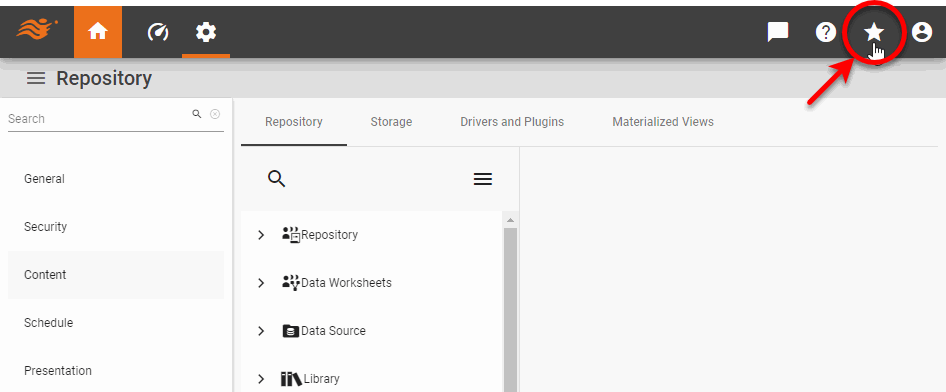 Repository
Search
Repository Storage Drivers and Plugins Materialized Views
General
Security
Content
Schedule
Presentation
Repository
Data Worksheets
Data Source
Library